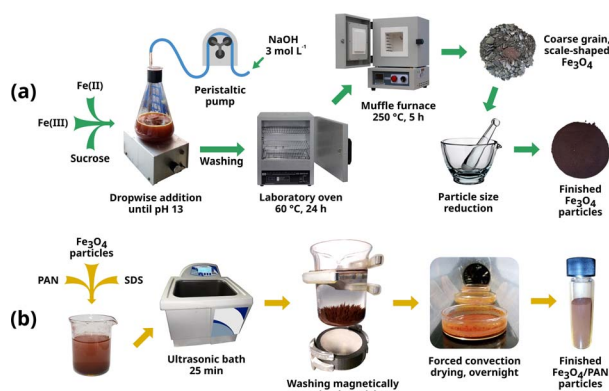 (a)
Fe(II)
Fe(III)
Sucrose
Dropwise addition
until pH 13
Peristaltic
pump
NaOH
3 mol L⁻¹
Washing
Laboratory oven
60 °C, 24 h
Muffle furnace
250 °C, 5 h
Coarse grain,
scale-shaped
Fe₃O₄
Particle size
reduction
Finished
Fe₃O₄
particles
(b)
Fe₃O₄
particles
PAN
SDS
Ultrasonic bath
25 min
Washing magnetically
Forced convection
drying, overnight
Finished
Fe₃O₄/PAN
particles